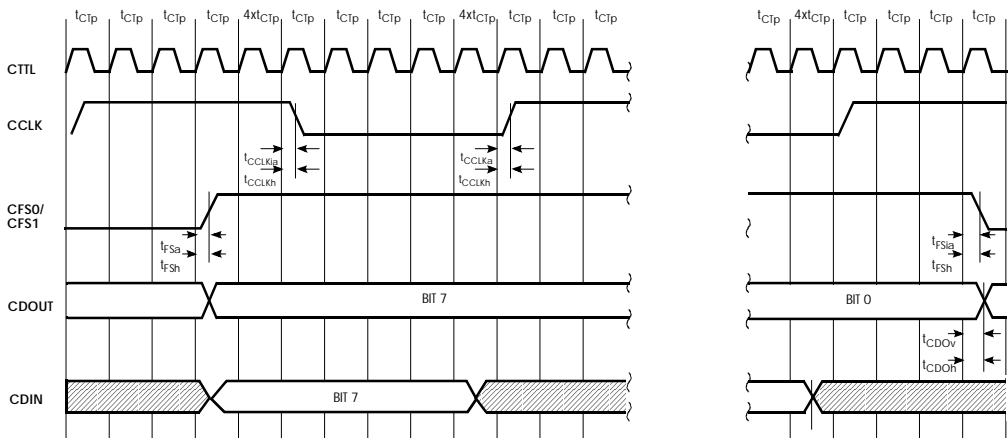 tCTp tCTp tCTp tCTp 4xtCTp tCTp tCTp tCTp tCTp 4xtCTp tCTp tCTp tCTp tCTp 4xtCTp tCTp tCTp tCTp tCTp
CTTL
CCLK
tCCLKia tCCLKa
tCCLKh tCCLKh
CFS0/
CFS1
tFSa tFSia
tFSh tFSh
CDOUT BIT 7 BIT 0
tCDOv
tCDOh
CDIN BIT 7